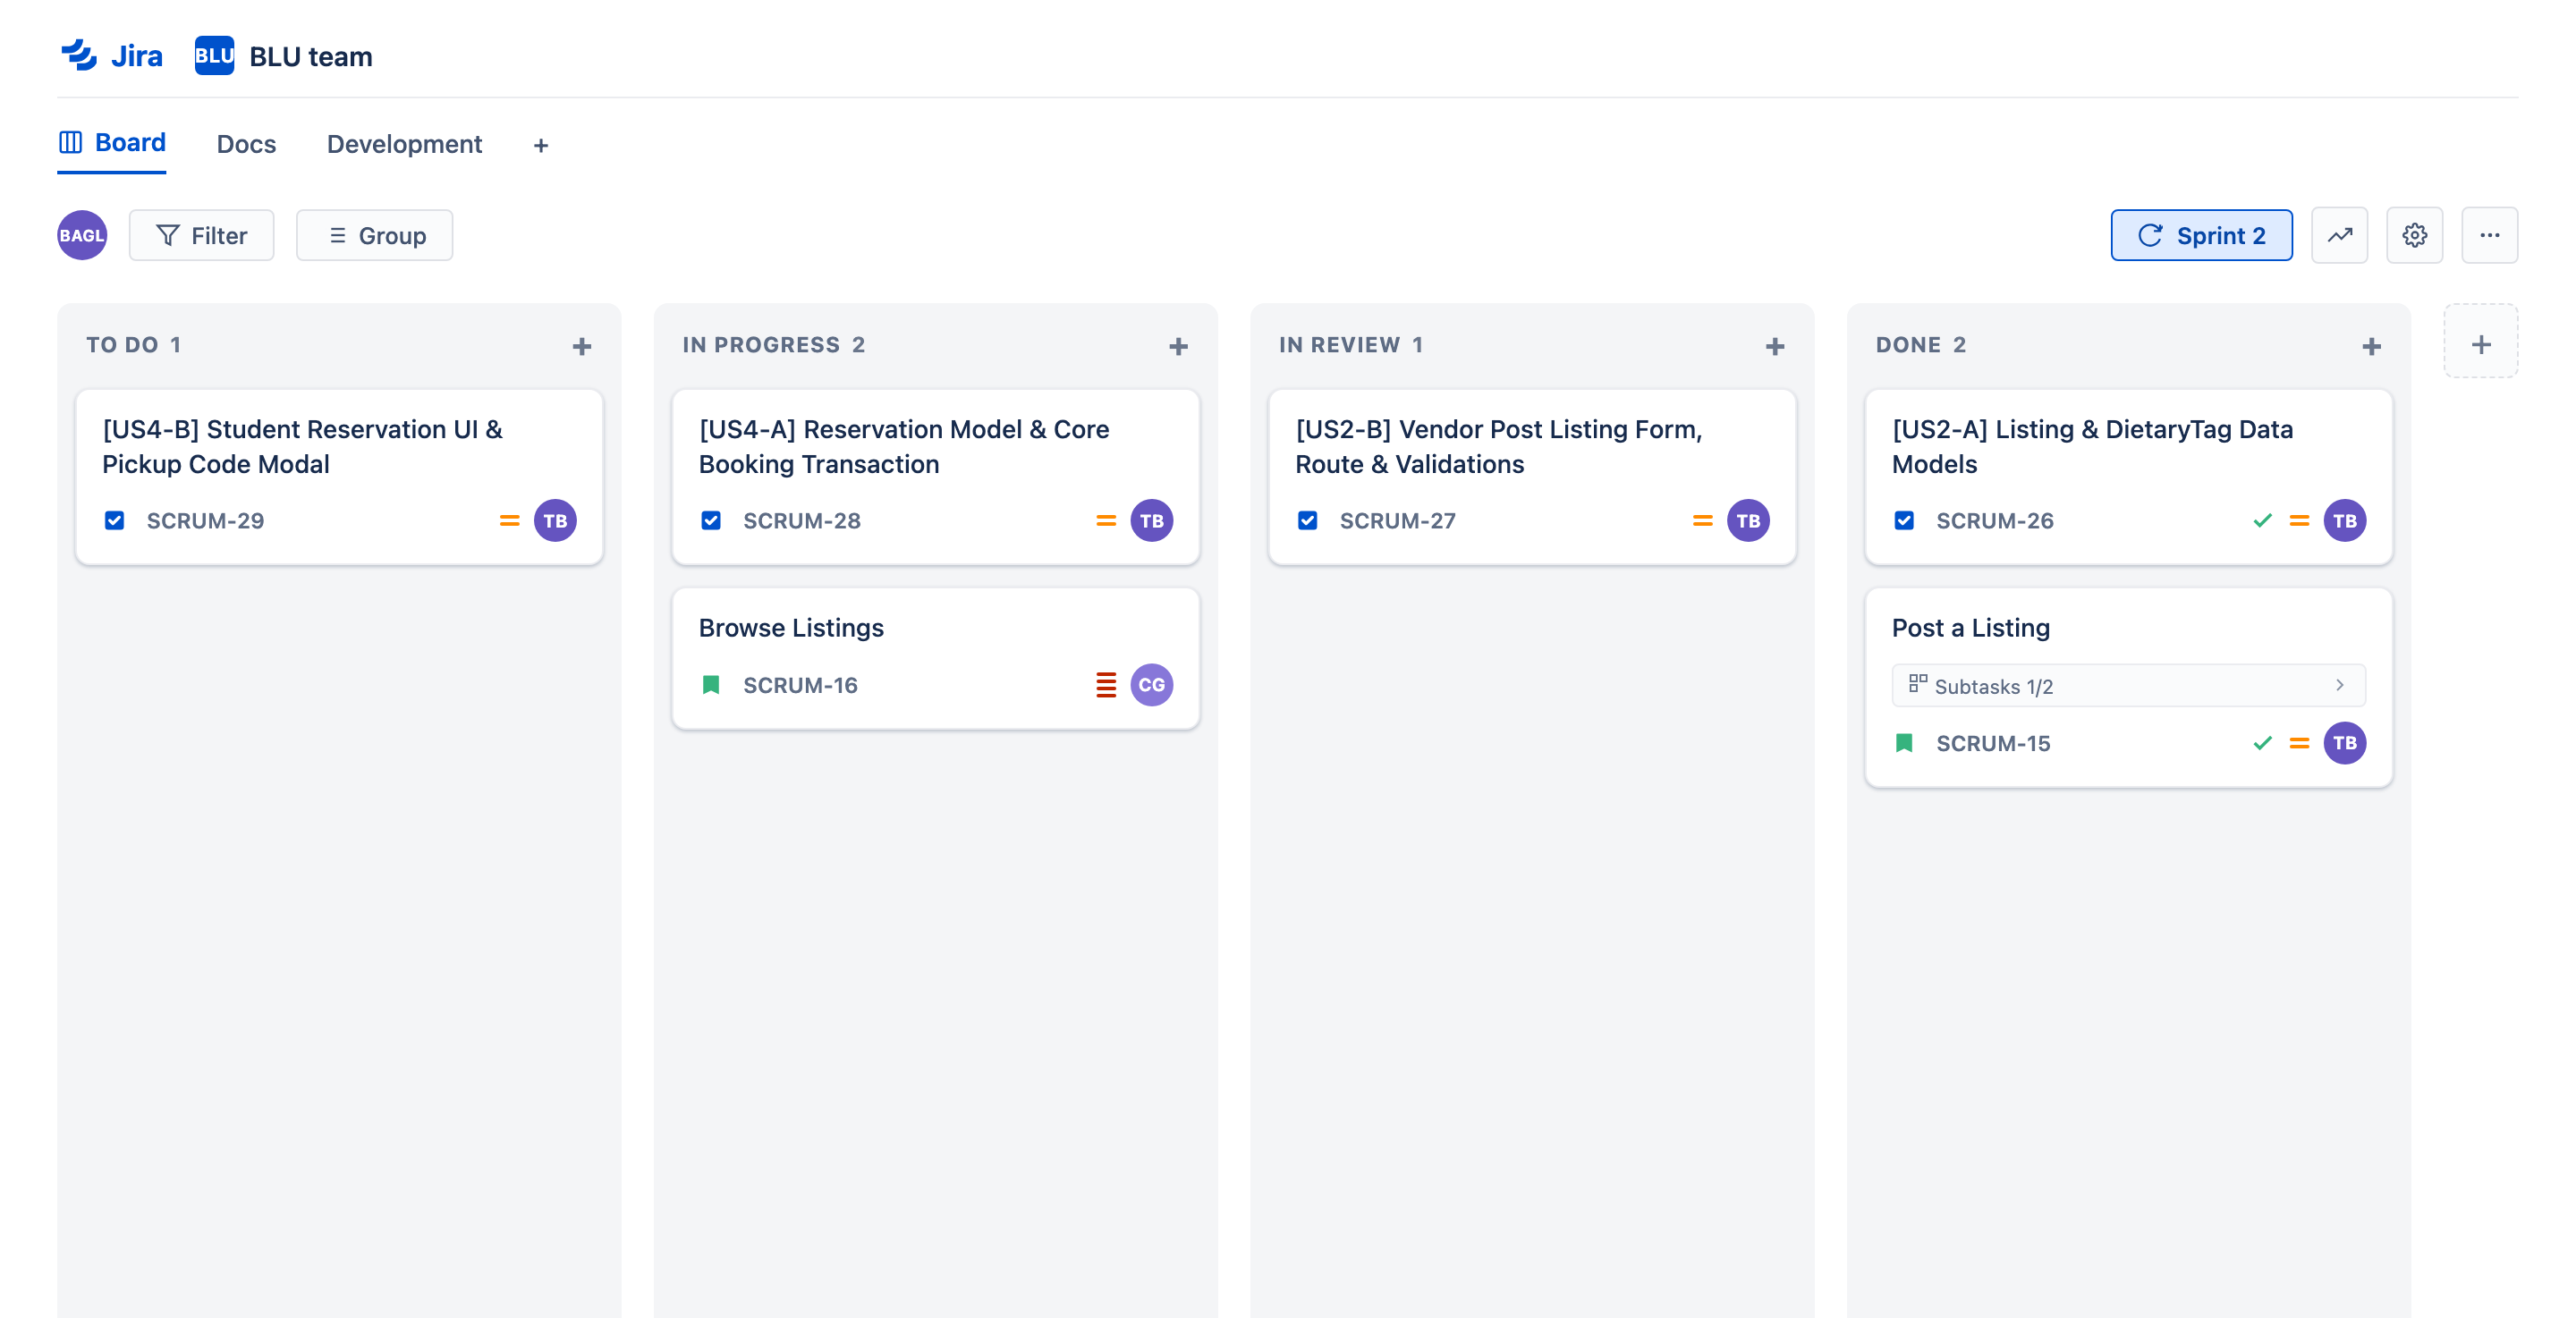 Jira BLU BLU team
Board Docs Development +
BAGL Filter Group Sprint 2 ...
TO DO 1 +
[US4-B] Student Reservation UI &
Pickup Code Modal
SCRUM-29 TB
IN PROGRESS 2 +
[US4-A] Reservation Model & Core
Booking Transaction
SCRUM-28 TB
Browse Listings
SCRUM-16 CG
IN REVIEW 1 +
[US2-B] Vendor Post Listing Form,
Route & Validations
SCRUM-27 TB
DONE 2 +
[US2-A] Listing & DietaryTag Data
Models
SCRUM-26 TB
Post a Listing
Subtasks 1/2
SCRUM-15 TB
+